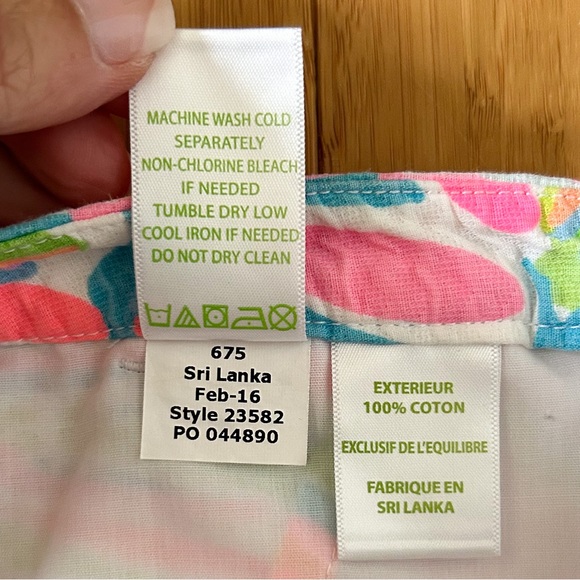 MACHINE WASH COLD
SEPARATELY
NON-CHLORINE BLEACH
IF NEEDED
TUMBLE DRY LOW
COOL IRON IF NEEDED
DO NOT DRY CLEAN
675
Sri Lanka
Feb-16
Style 23582
PO 044890
EXTERIEUR
100% COTON
EXCLUSIF DE L'EQUILIBRE
FABRIQUE EN
SRI LANKA